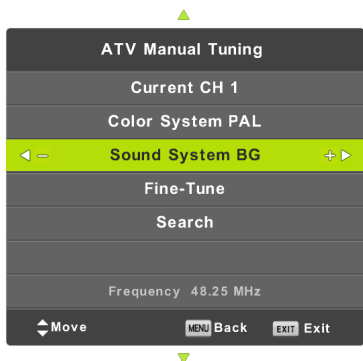 ATV Manual Tuning
Current CH 1
Color System PAL
Sound System BG
Fine-Tune
Search
Frequency 48.25 MHz
Move MENU Back EXIT Exit